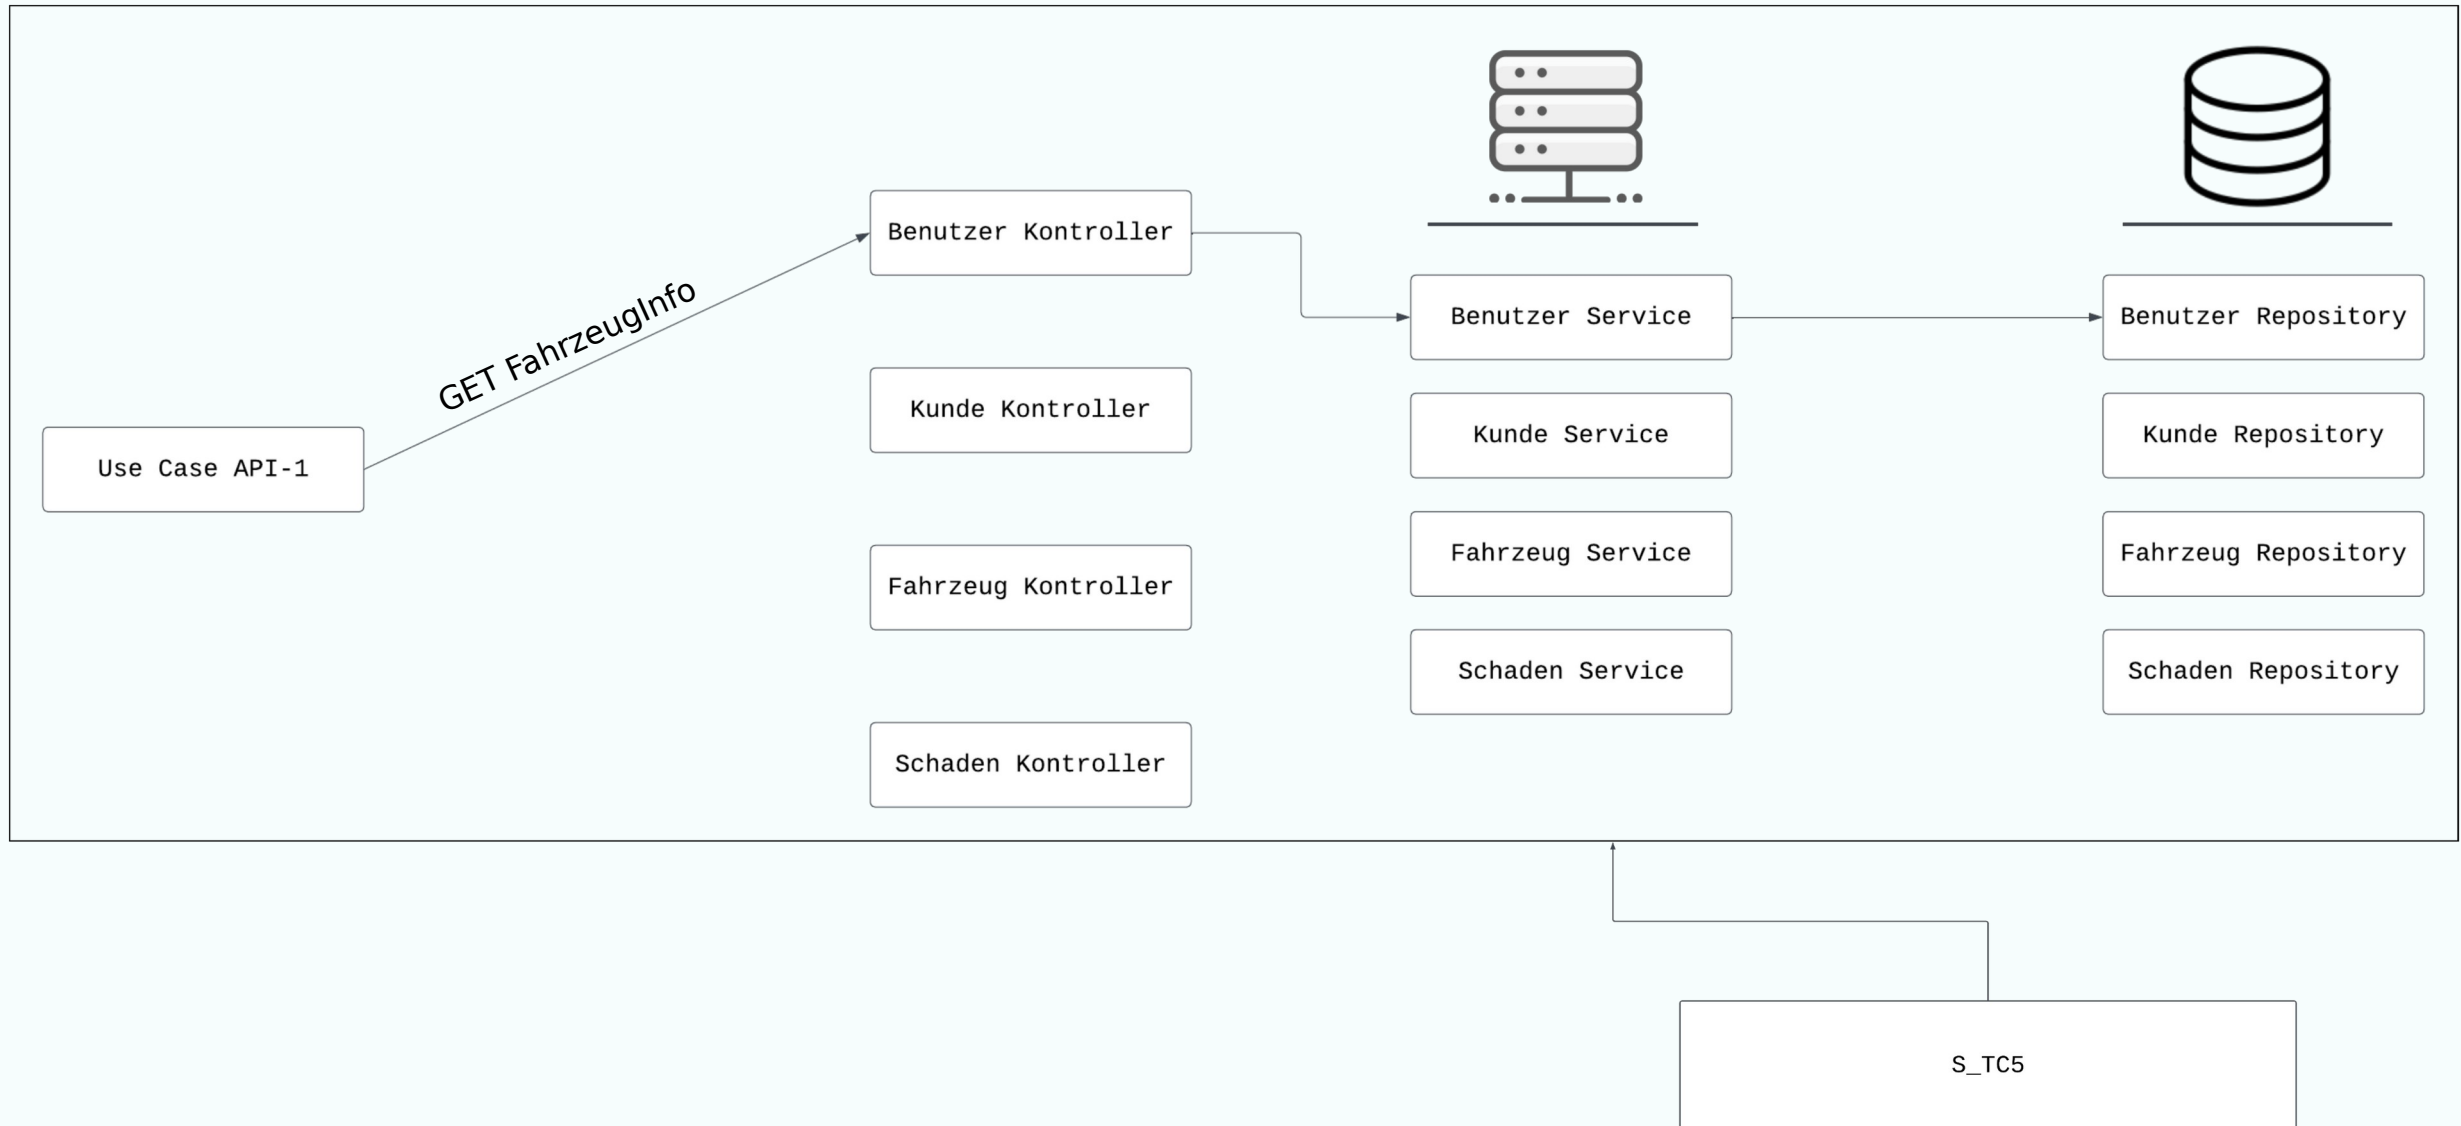 Benutzer Kontroller
GET FahrzeugInfo
Benutzer Service
Benutzer Repository
Kunde Kontroller
Kunde Service
Kunde Repository
Use Case API-1
Fahrzeug Service
Fahrzeug Repository
Fahrzeug Kontroller
Schaden Service
Schaden Repository
Schaden Kontroller
S_TC5